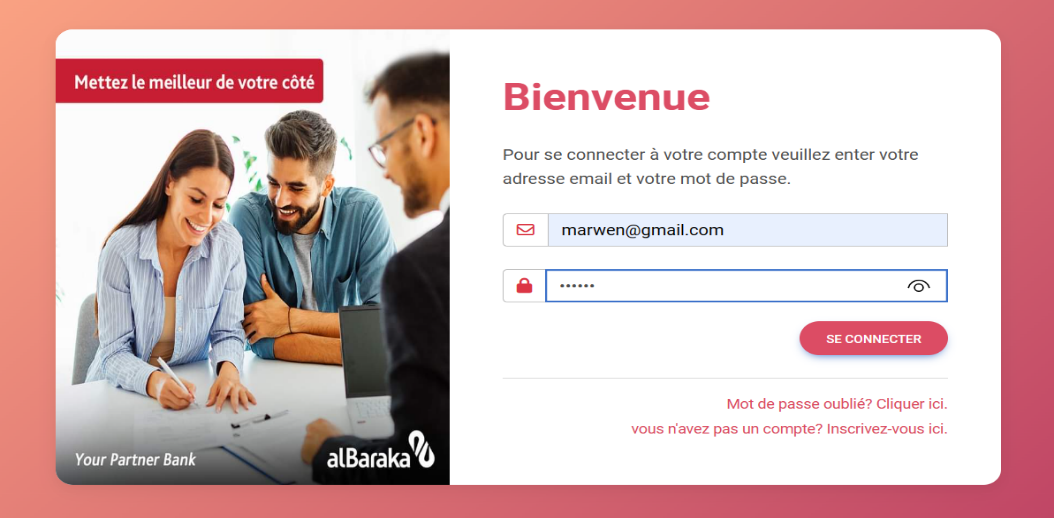 Mettez le meilleur de votre côté
Your Partner Bank
alBaraka
Bienvenue
Pour se connecter à votre compte veuillez enter votre
adresse email et votre mot de passe.
marwen@gmail.com
••••••
SE CONNECTER
Mot de passe oublié? Cliquer ici.
vous n'avez pas un compte? Inscrivez-vous ici.